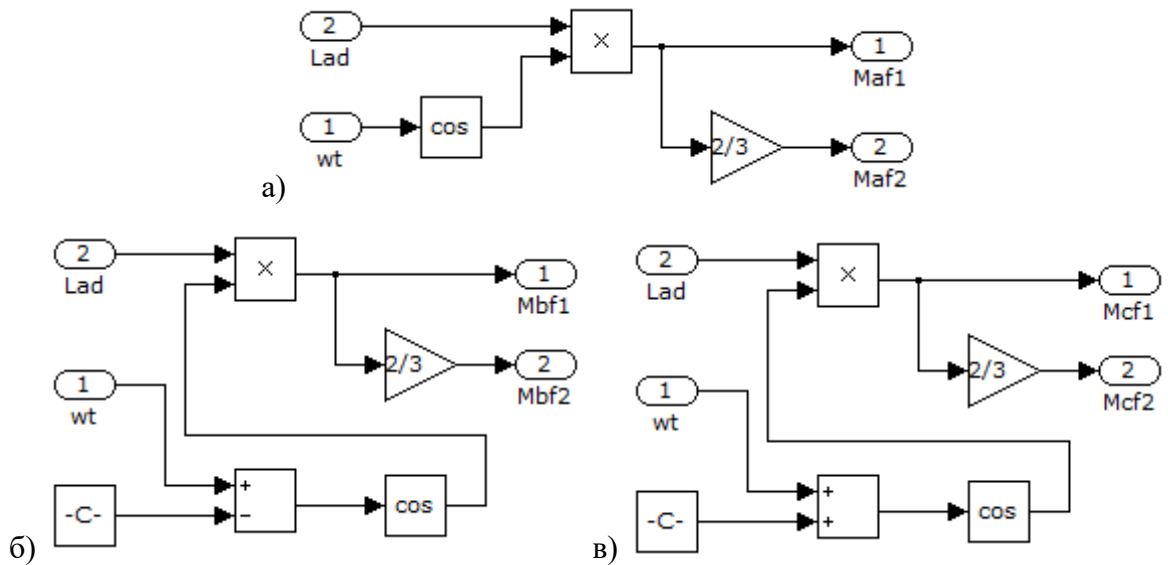 2
Lad
×
1
Maf1
1
wt
cos
2/3
2
Maf2
а)
2
Lad
×
1
Mbf1
2/3
2
Mbf2
1
wt
+
−
-C-
cos
б)
2
Lad
×
1
Mcf1
2/3
2
Mcf2
1
wt
+
+
-C-
cos
в)